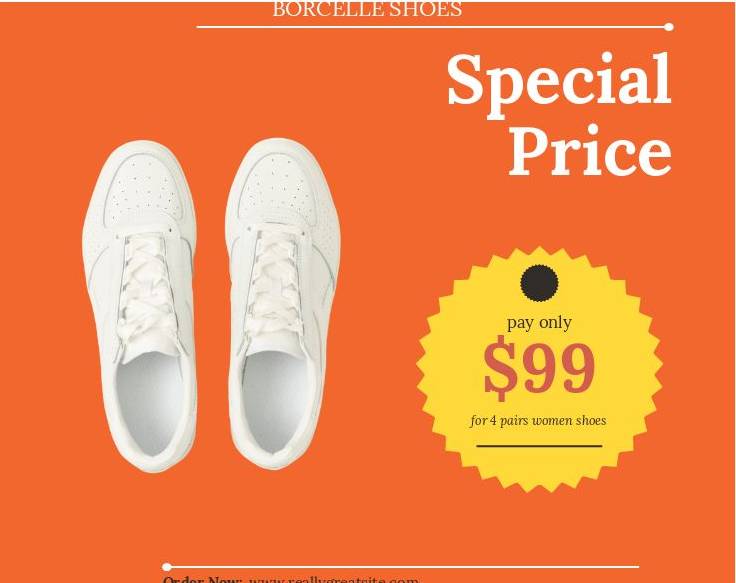 BORCELLE SHOES
Special
Price
pay only
$99
for 4 pairs women shoes
Order Now: www.reallygreatsite.com